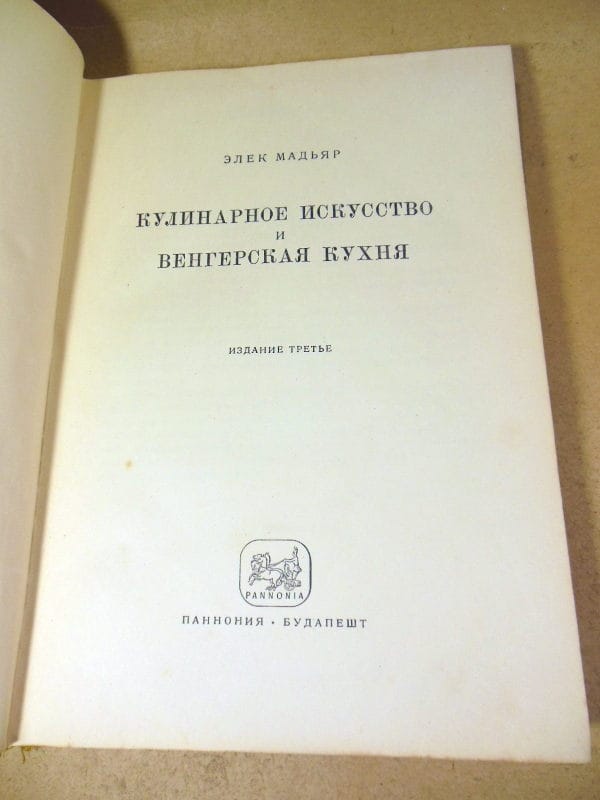 ЭЛЕК МАДЬЯР
КУЛИНАРНОЕ ИСКУССТВО
И
ВЕНГЕРСКАЯ КУХНЯ
ИЗДАНИЕ ТРЕТЬЕ
PANNONIA
ПАННОНИЯ • БУДАПЕШТ